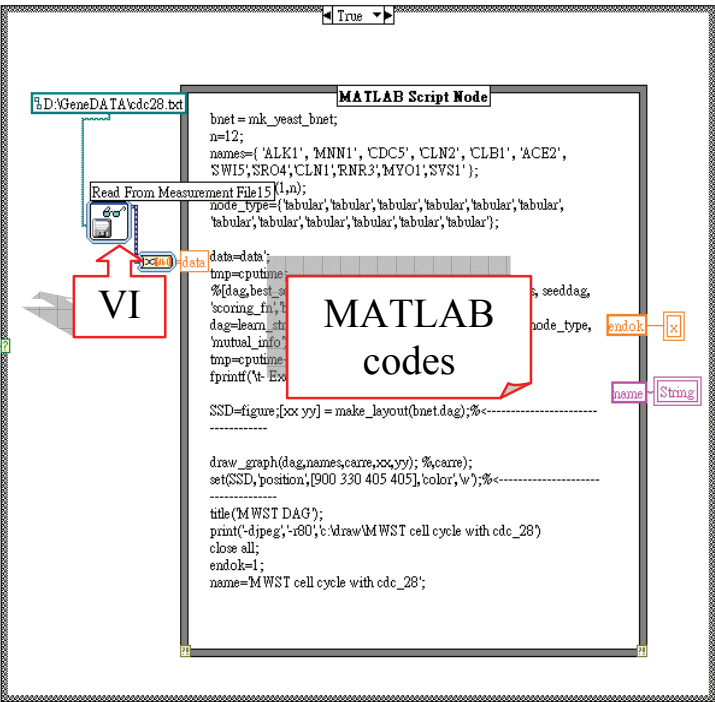 True
D:\GeneDATA\cdc28.txt
MATLAB Script Node
bnet = mk_yeast_bnet;
n=12;
names={ 'ALK1', 'MNN1', 'CDC5', 'CLN2', 'CLB1', 'ACE2',
'SWI5','SRO4','CLN1','RNR3','MYO1','SVS1' };
Read From Measurement File15
(1,n);
node_type={'tabular','tabular','tabular','tabular','tabular','tabular',
'tabular','tabular','tabular','tabular','tabular','tabular'};
data
data=data';
tmp=cputime;
%[dag,best_s , seeddag,
'scoring_fn','
dag=learn_str node_type,
'mutual_info'
tmp=cputime-
fprintf('\t- Exe
VI
MATLAB
codes
endok
x
name
String
SSD=figure;[xx yy] = make_layout(bnet.dag);%<------------------------
------------
draw_graph(dag,names,carre,xx,yy); %,carre);
set(SSD,'position',[900 330 405 405],'color','w');%<---------------------
--------------
title('MWST DAG');
print('-djpeg','-r80','c:\draw\MWST cell cycle with cdc_28')
close all;
endok=1;
name='MWST cell cycle with cdc_28';